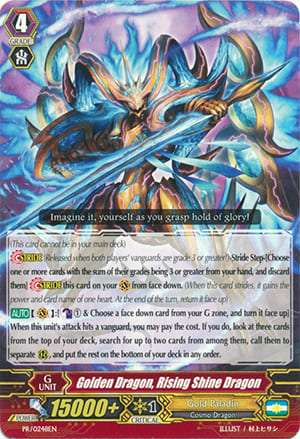 4
GRADE
Imagine it, yourself as you grasp hold of glory!
(This card cannot be in your main deck)
STRIDE (Released when both players' vanguards are grade 3 or greater!)-Stride Step-[Choose
one or more cards with the sum of their grades being 3 or greater from your hand, and
discard them] STRIDE this card on your from face down. (When this card strides, it gains the
power and card name of one heart. At the end of the turn, return it face up)
AUTO [1] & Choose a face down card from your G zone, and turn it face up]
When this unit's attack hits a vanguard, you may pay the cost. If you do, look at three cards
from the top of your deck, search for up to two cards from among them, call them to
separate , and put the rest on the bottom of your deck in any order.
G
UNIT
Golden Dragon, Rising Shine Dragon
POWER
15000+
1
CRITICAL
Gold Paladin
Cosmo Dragon
PR/0248EN
ILLUST / 村上ヒサシ